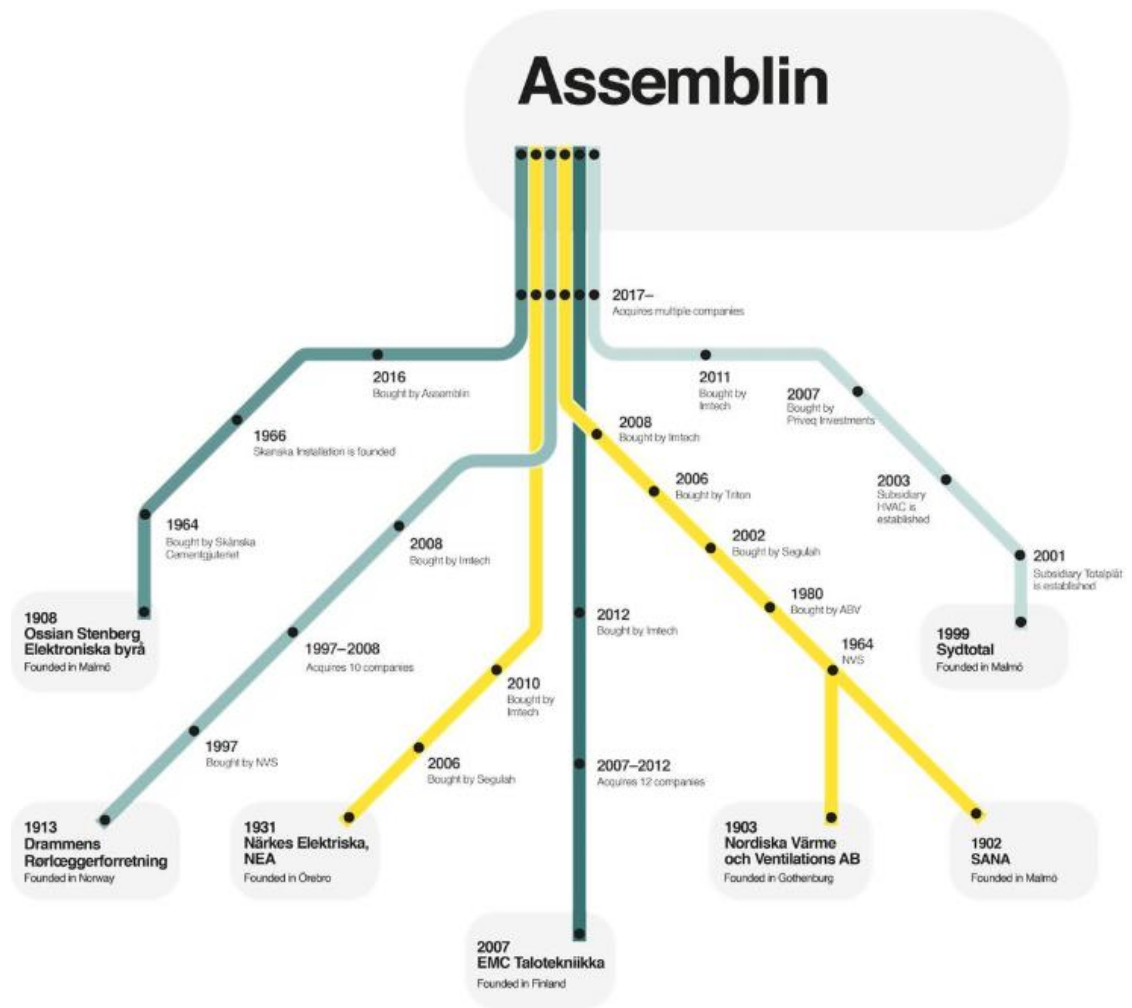 Assemblin
2017–
Acquires multiple companies
2016
Bought by Assemblin
1966
Skanska Installation is founded
1964
Bought by Skånska
Cementgjuteriet
1908
Ossian Stenberg
Elektroniska byrå
Founded in Malmö
2008
Bought by Imtech
1997–2008
Acquires 10 companies
1997
Bought by NVS
1913
Drammens
Rørlœggerforretning
Founded in Norway
2010
Bought by
Imtech
2006
Bought by Segulah
1931
Närkes Elektriska,
NEA
Founded in Örebro
2012
Bought by Imtech
2007–2012
Acquires 12 companies
2007
EMC Talotekniikka
Founded in Finland
2008
Bought by Imtech
2006
Bought by Triton
2002
Bought by Segulah
1980
Bought by ABV
1964
NVS
1903
Nordiska Värme
och Ventilations AB
Founded in Gothenburg
1902
SANA
Founded in Malmö
2011
Bought by
Imtech
2007
Bought by
Priveq Investments
2003
Subsidiary
HVAC is
established
2001
Subsidiary Totalplåt
is established
1999
Sydtotal
Founded in Malmö